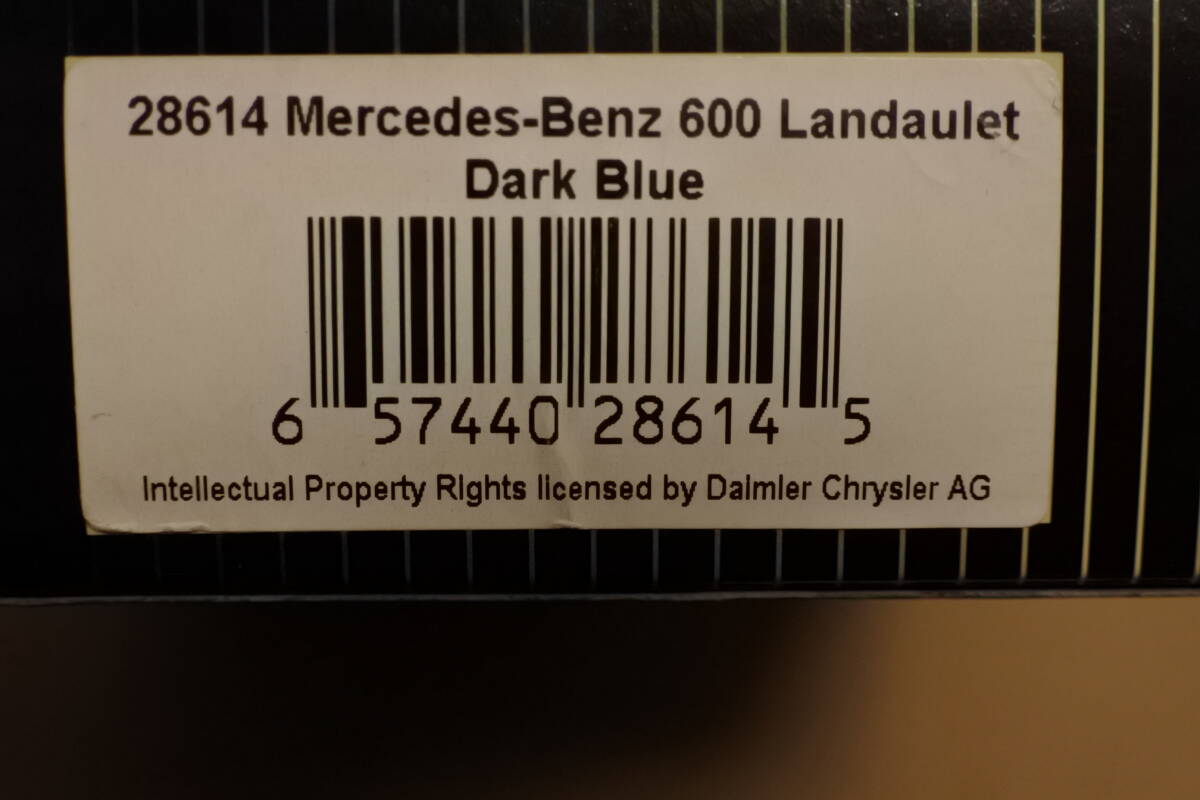 28614 Mercedes-Benz 600 Landaulet
Dark Blue
6 57440 28614 5
Intellectual Property Rights licensed by Daimler Chrysler AG